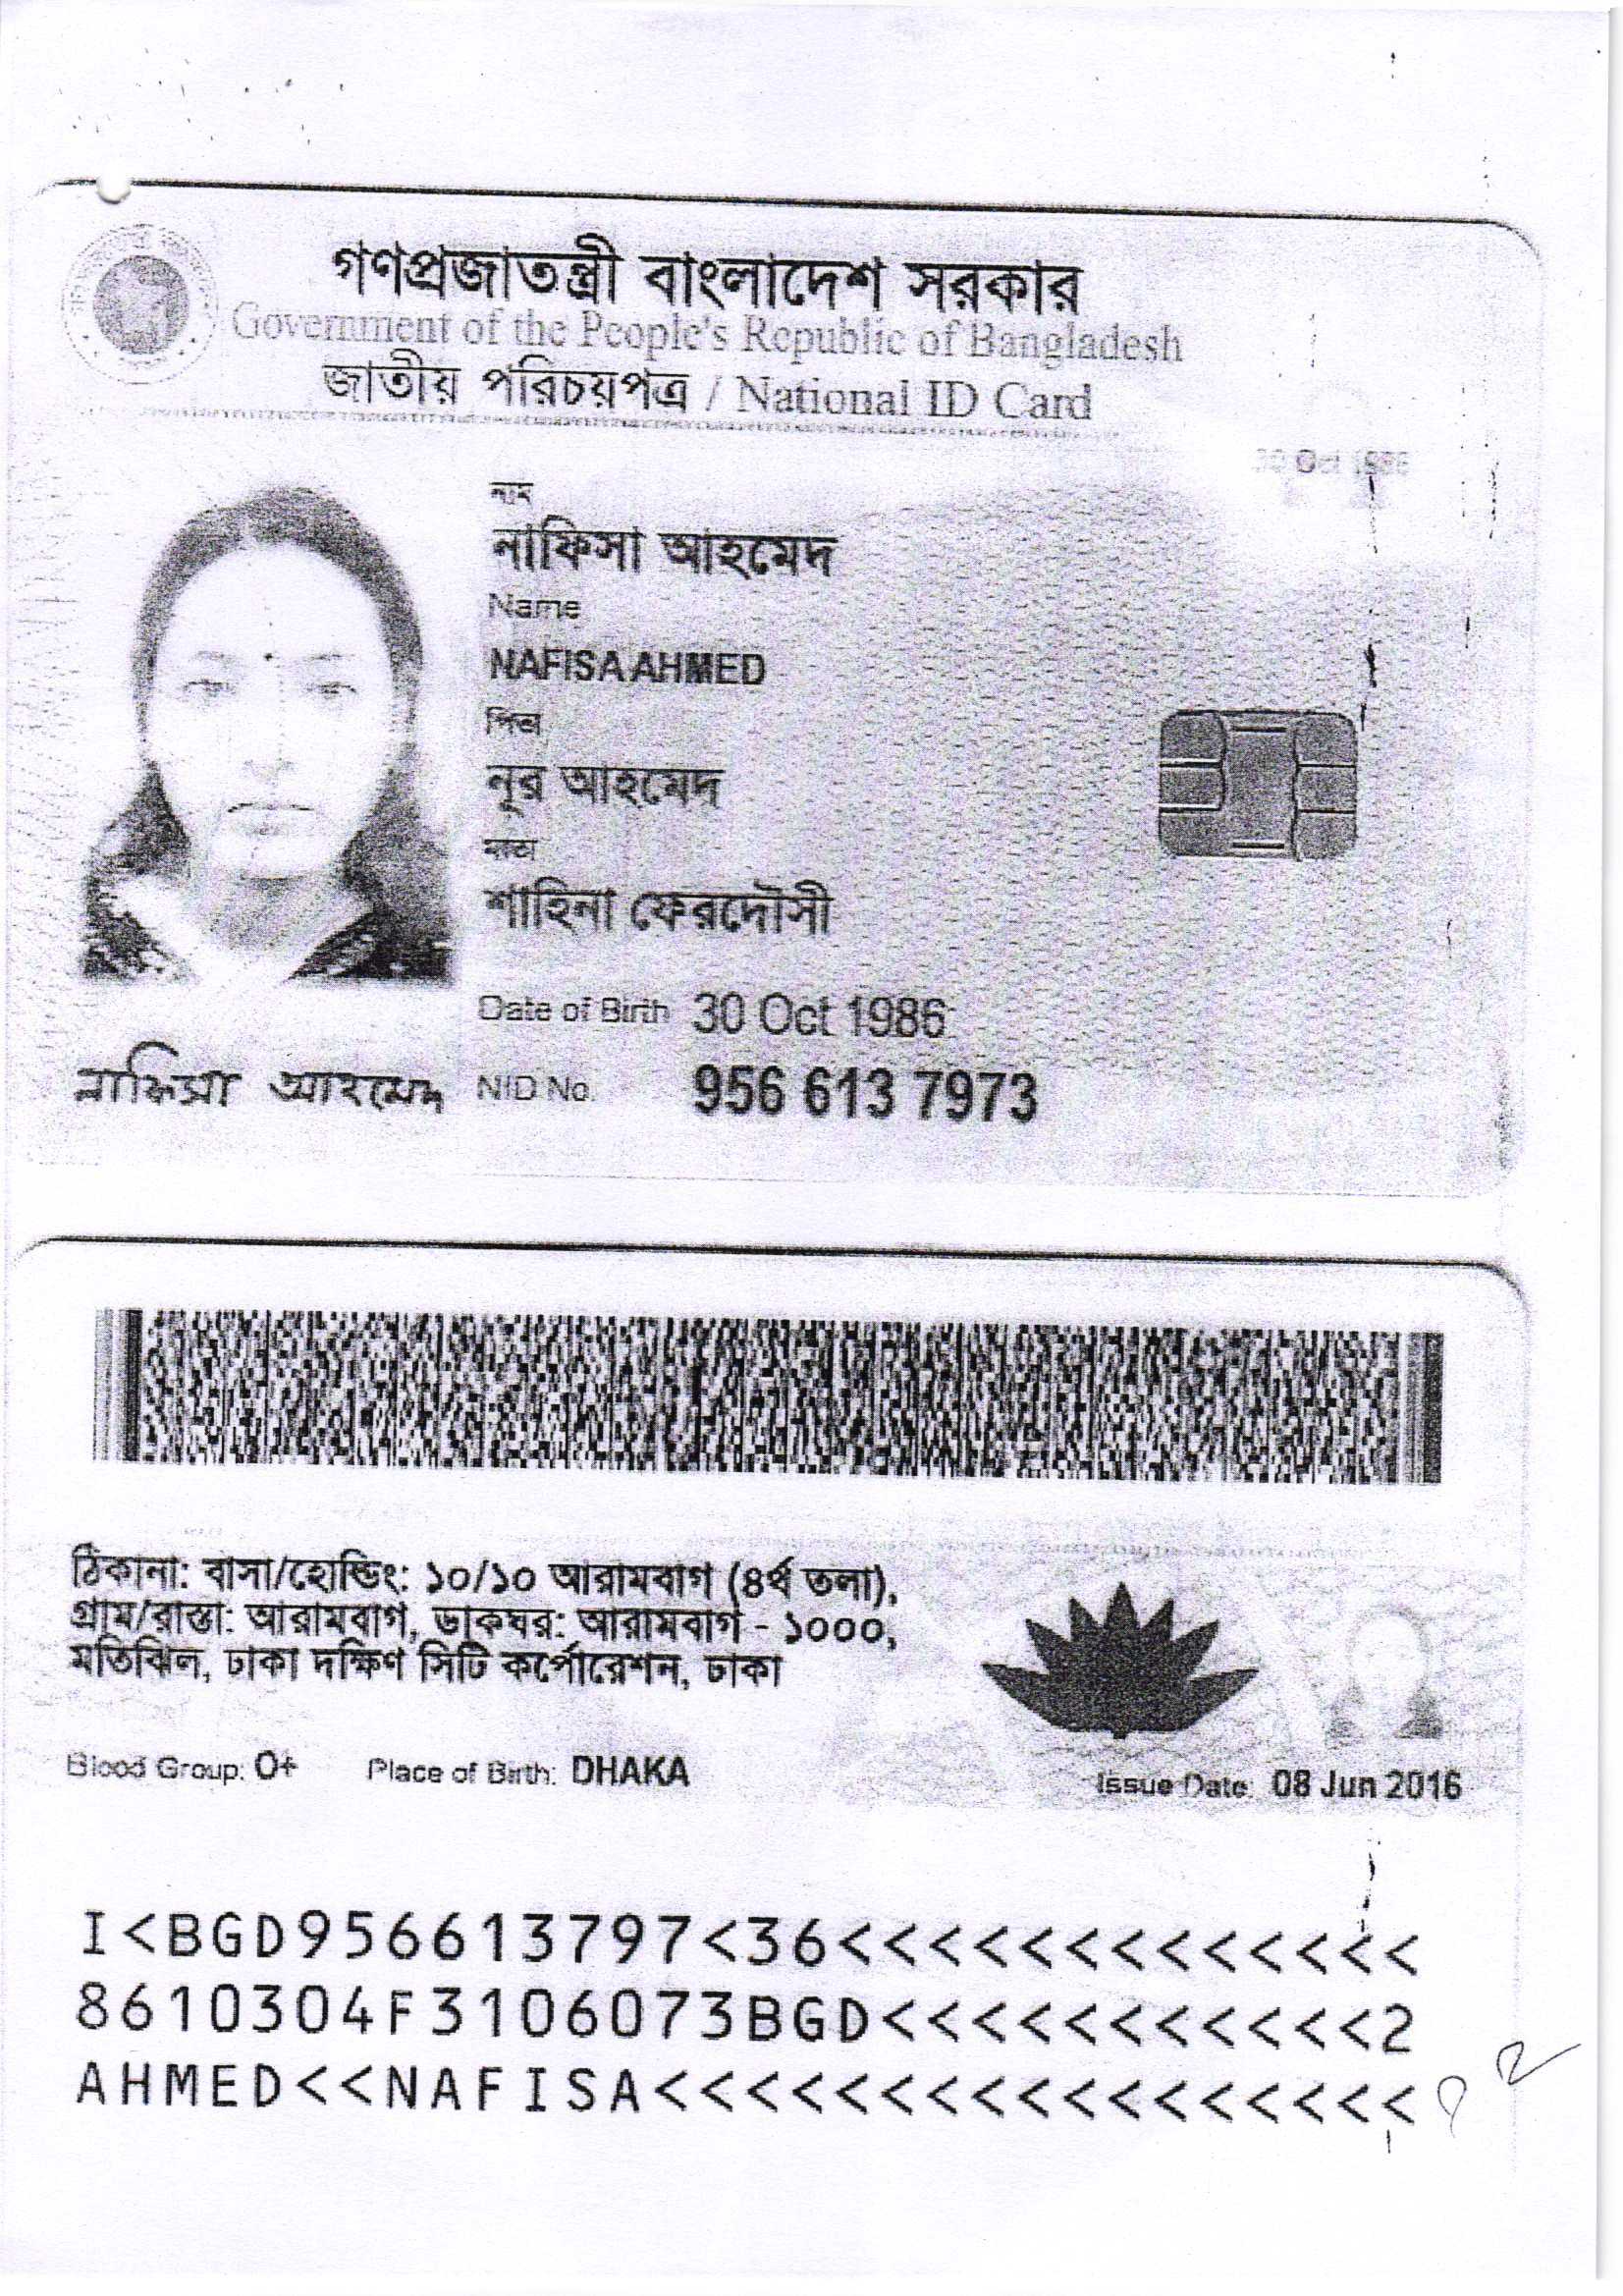 গণপ্রজাতন্ত্রী বাংলাদেশ সরকার
Government of the People's Republic of Bangladesh
জাতীয় পরিচয়পত্র / National ID Card
30 Oct 1986
নাম
নাফিসা আহমেদ
Name
NAFISA AHMED
পিতা
নূর আহমেদ
মাতা
শাহিনা ফেরদৌসী
Date of Birth 30 Oct 1986
নাফিসা আহমেদ NID No. 956 613 7973
ঠিকানা: বাসা/হোল্ডিং: ১০/১০ আরামবাগ (৪র্থ তলা),
গ্রাম/রাস্তা: আরামবাগ, ডাকঘর: আরামবাগ - ১০০০,
মতিঝিল, ঢাকা দক্ষিণ সিটি কর্পোরেশন, ঢাকা
Blood Group: O+ Place of Birth: DHAKA Issue Date: 08 Jun 2016
I<BGD956613797<36<<<<<<<<<<<<<
8610304F3106073BGD<<<<<<<<<<<2
AHMED<<NAFISA<<<<<<<<<<<<<<<<<